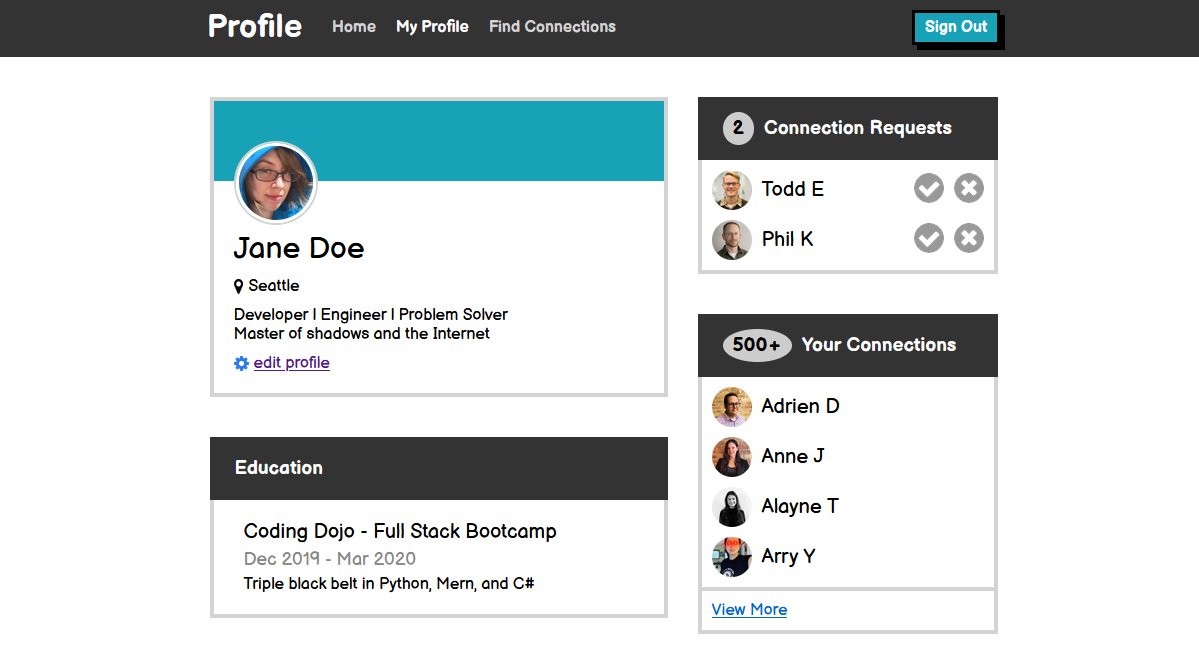 Profile Home My Profile Find Connections Sign Out
Jane Doe
Seattle
Developer | Engineer | Problem Solver
Master of shadows and the Internet
edit profile
Education
Coding Dojo - Full Stack Bootcamp
Dec 2019 - Mar 2020
Triple black belt in Python, Mern, and C#
2 Connection Requests
Todd E
Phil K
500+ Your Connections
Adrien D
Anne J
Alayne T
Arry Y
View More